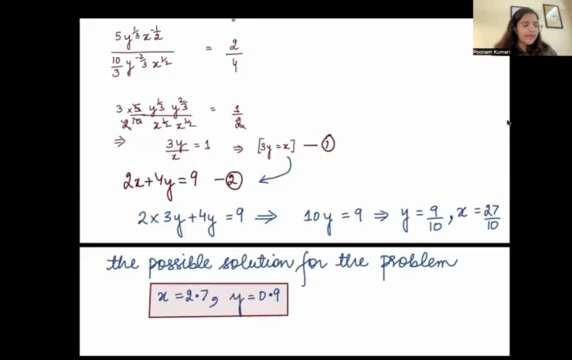 5y^{1/3} x^{-1/2} / 10/3 y^{-2/3} x^{1/2} = 2/4
3 × 5 y^{1/3} y^{2/3} / 2 10 x^{1/2} x^{1/2} = 1/2
⇒ 3y/x = 1 ⇒ [3y = x] — ①
2x + 4y = 9 — ②
2 × 3y + 4y = 9 ⇒ 10y = 9 ⇒ y = 9/10, x = 27/10
the possible solution for the problem
x = 2.7, y = 0.9
Poonam Kumari